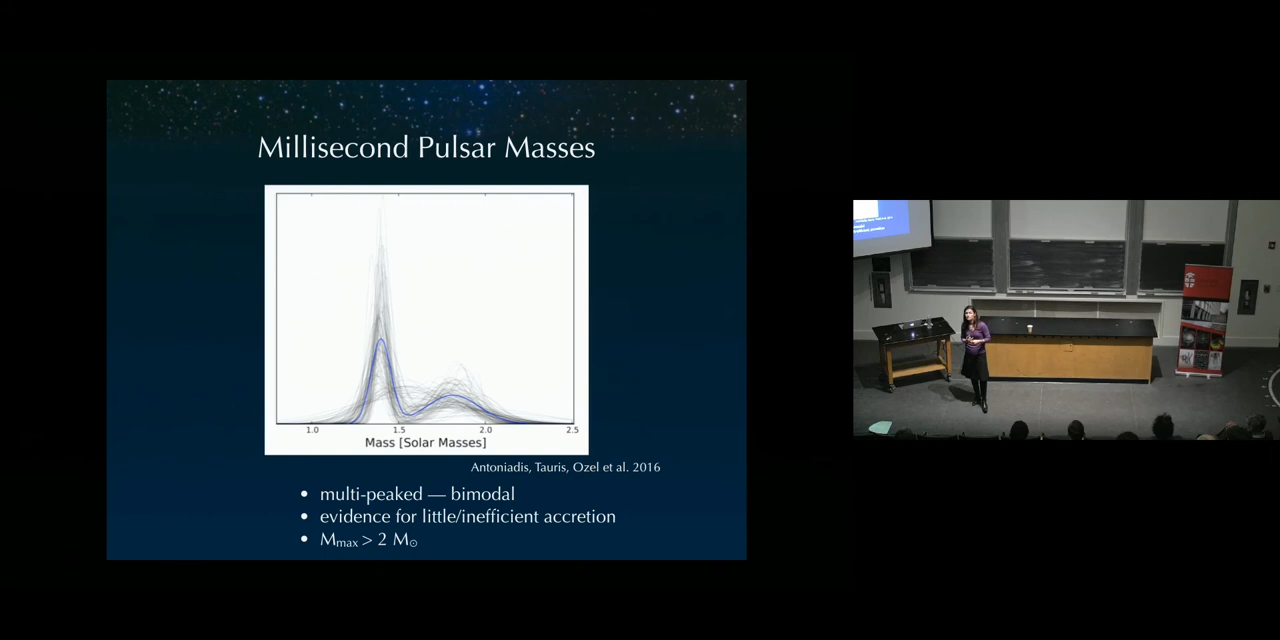 Millisecond Pulsar Masses
1.0 1.5 2.0 2.5
Mass [Solar Masses]
Antoniadis, Tauris, Ozel et al. 2016
• multi-peaked — bimodal
• evidence for little/inefficient accretion
• Mmax > 2 M☉